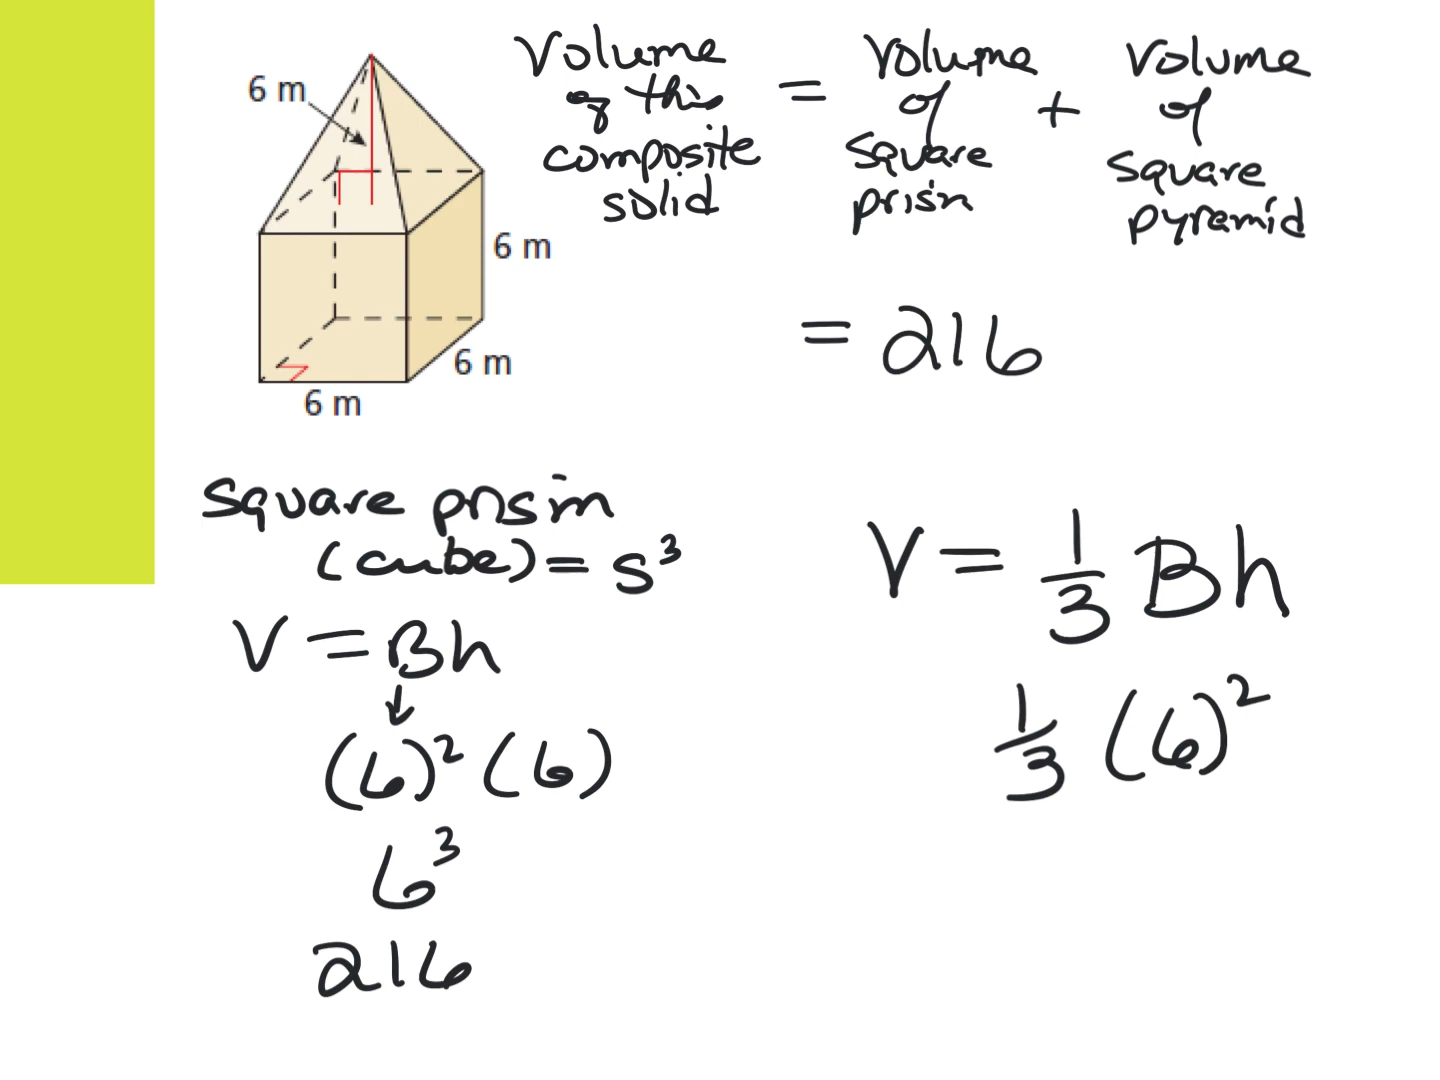 6 m
6 m
6 m
6 m
Volume of this composite solid = Volume of square prism + Volume of square pyramid
= 216
square prism
(cube) = s³
V = Bh
↓
(6)² (6)
6³
216
V = 1/3 Bh
1/3 (6)²